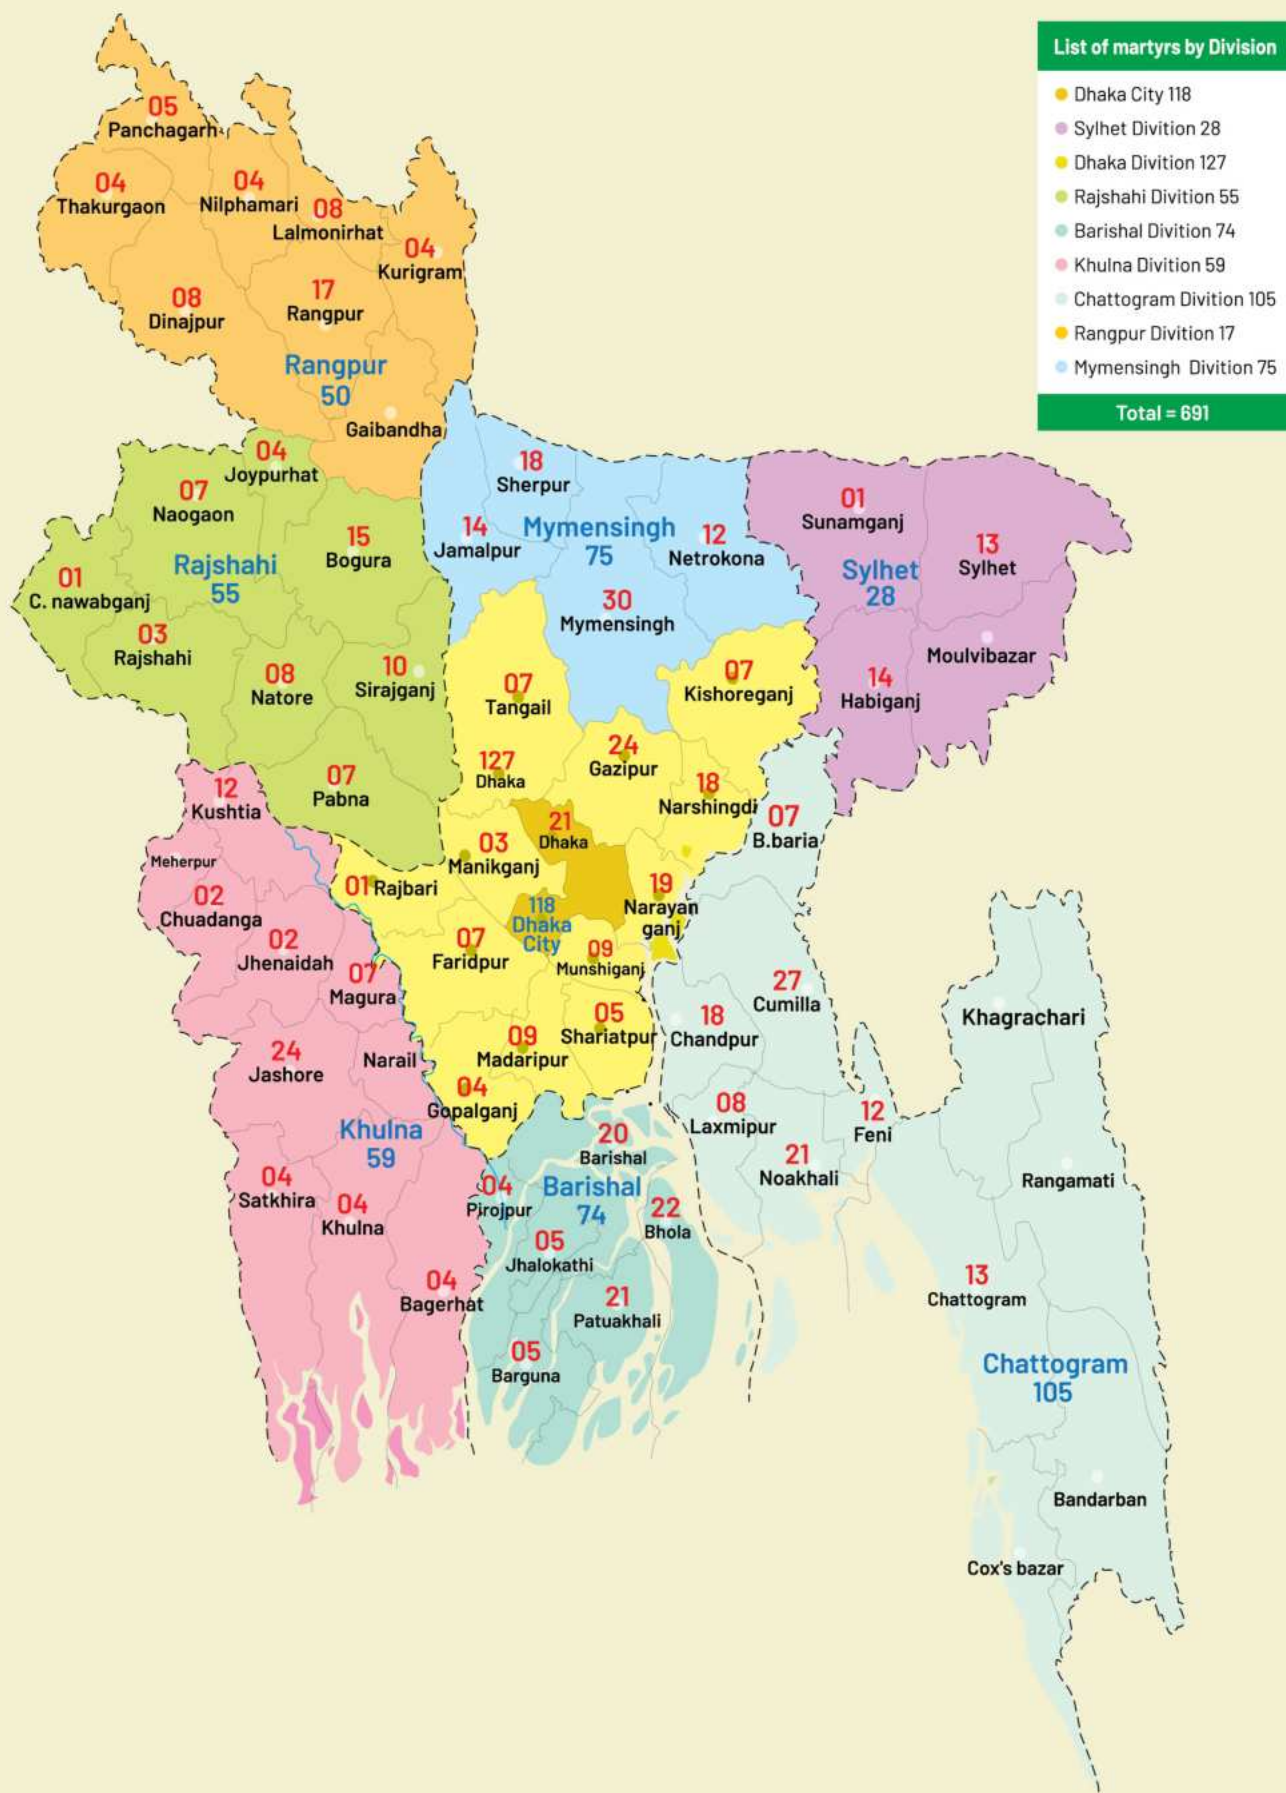 List of martyrs by Division
Dhaka City 118
Sylhet Divition 28
Dhaka Division 127
Rajshahi Divition 55
Barishal Division 74
Khulna Division 59
Chattogram Division 105
Rangpur Divition 17
Mymensingh Divition 75
Total = 691
05
Panchagarh
04
Thakurgaon
04
Nilphamari
08
Lalmonirhat
04
Kurigram
08
Dinajpur
17
Rangpur
Rangpur
50
Gaibandha
04
Joypurhat
07
Naogaon
15
Bogura
Rajshahi
55
01
C. nawabganj
03
Rajshahi
08
Natore
10
Sirajganj
07
Pabna
18
Sherpur
14
Jamalpur
Mymensingh
75
12
Netrokona
30
Mymensingh
01
Sunamganj
13
Sylhet
Sylhet
28
Moulvibazar
14
Habiganj
07
Tangail
07
Kishoreganj
127
Dhaka
24
Gazipur
18
Narshingdi
21
Dhaka
03
Manikganj
01 Rajbari
118
Dhaka
City
19
Narayan
ganj
07
Faridpur
09
Munshiganj
05
Shariatpur
09
Madaripur
04
Gopalganj
12
Kushtia
Meherpur
02
Chuadanga
02
Jhenaidah
07
Magura
24
Jashore
Narail
Khulna
59
04
Satkhira
04
Khulna
04
Bagerhat
20
Barishal
04
Pirojpur
Barishal
74
22
Bhola
05
Jhalokathi
21
Patuakhali
05
Barguna
07
B.baria
27
Cumilla
18
Chandpur
08
Laxmipur
12
Feni
21
Noakhali
Khagrachari
Rangamati
13
Chattogram
Chattogram
105
Bandarban
Cox's bazar